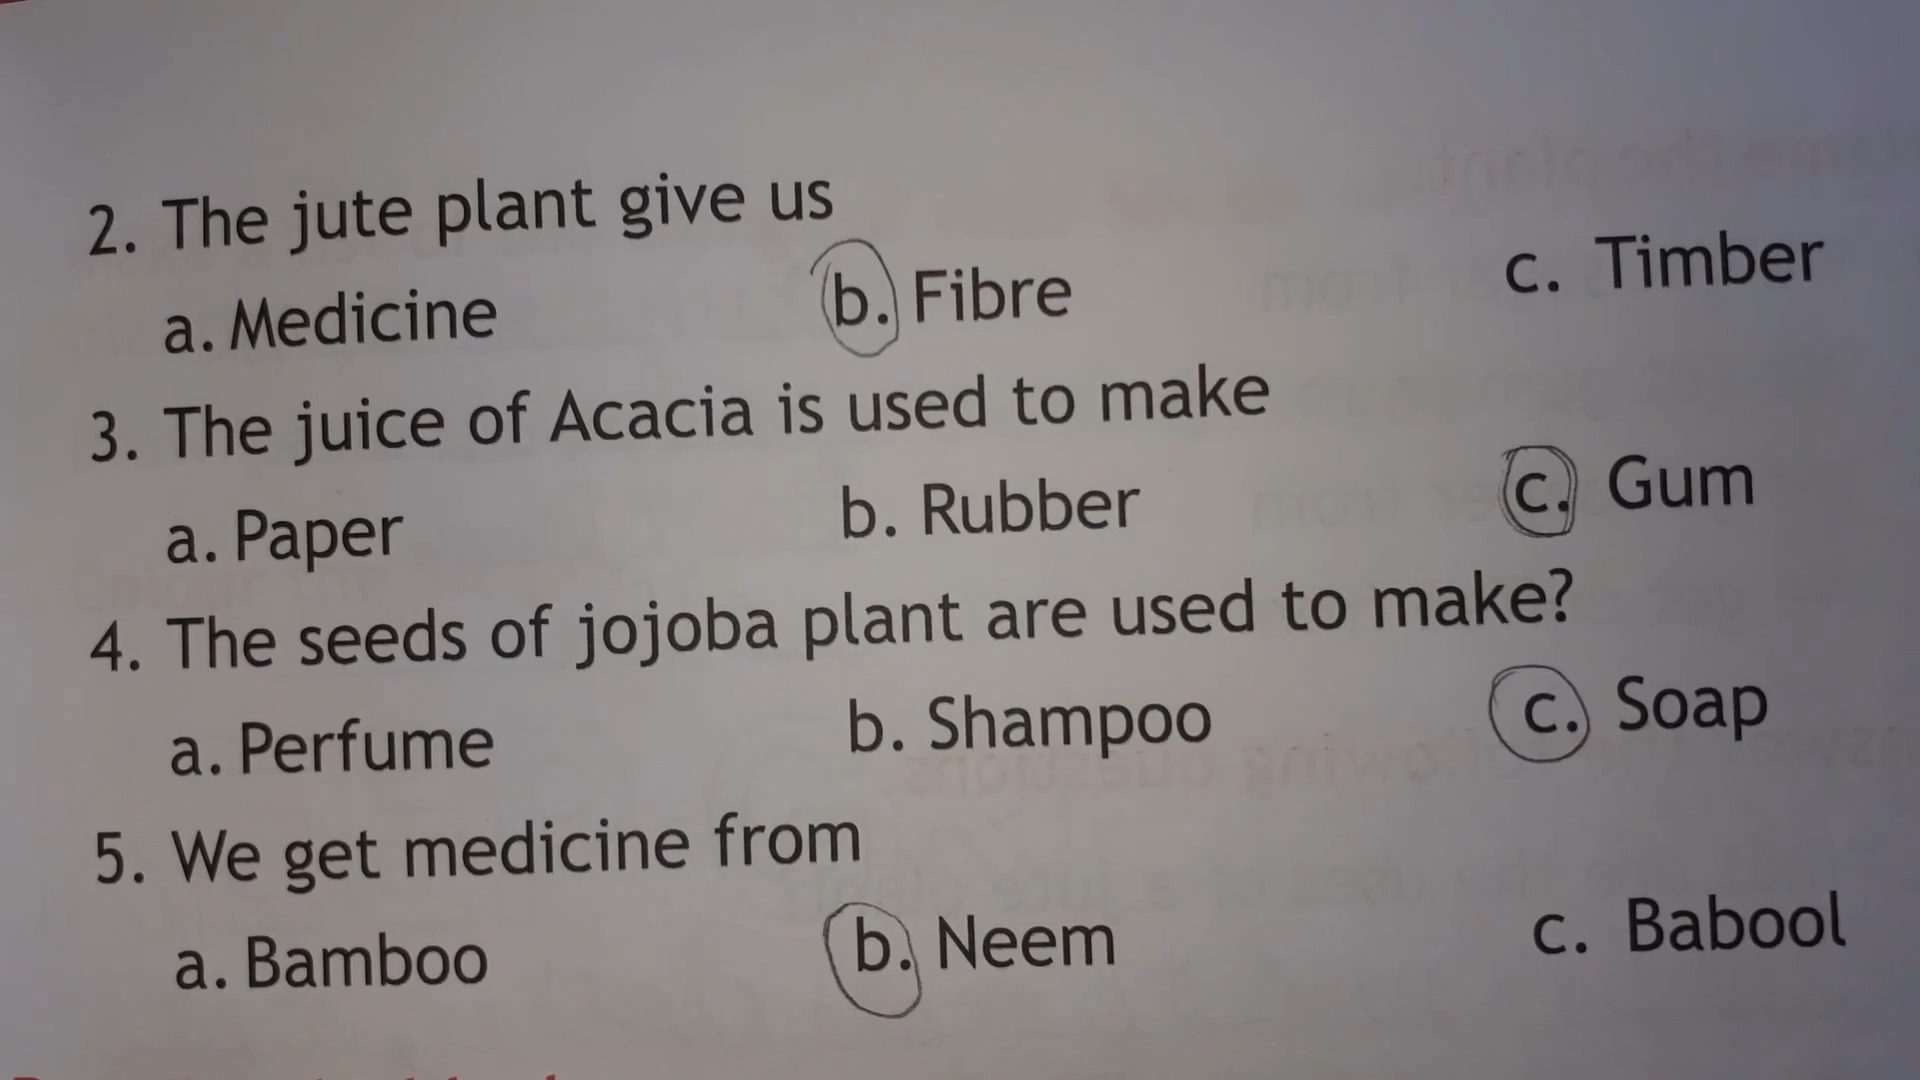 2. The jute plant give us
a. Medicine b. Fibre c. Timber
3. The juice of Acacia is used to make
a. Paper b. Rubber c. Gum
4. The seeds of jojoba plant are used to make?
a. Perfume b. Shampoo c. Soap
5. We get medicine from
a. Bamboo b. Neem c. Babool